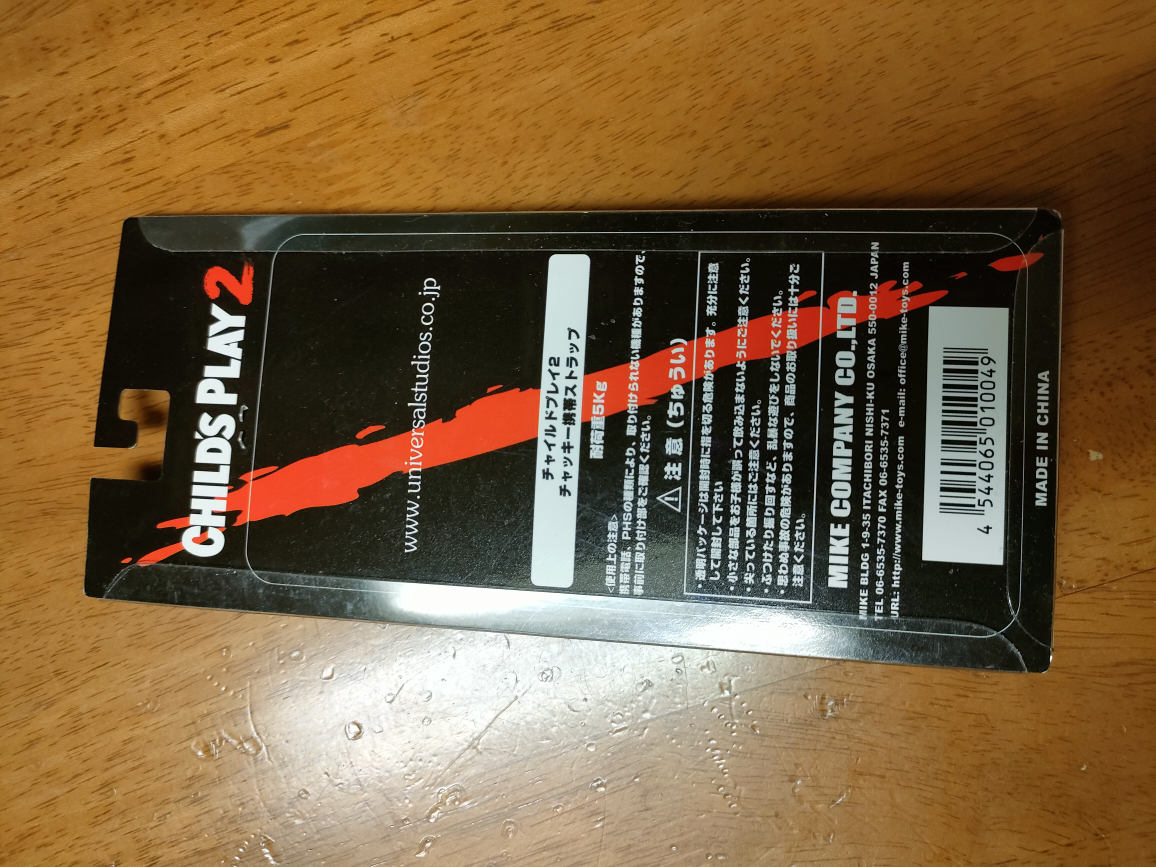 CHILD'S PLAY 2
www.universalstudios.co.jp
チャイルドプレイ2
チャッキー携帯ストラップ
耐荷重5Kg
<使用上の注意>
携帯電話、PHSの種類により、取り付けられない機種がありますので、
事前に取り付け部をご確認ください。
⚠注意(ちゅうい)
・透明パッケージは開封時に指を切る危険があります。充分に注意
して開封して下さい
・小さな部品をお子様が誤って飲み込まないようにご注意ください。
・尖っている箇所にはご注意ください。
・ぶつけたり振り回すなど、乱暴な遊びをしないでください。
・思わぬ事故の危険がありますので、商品のお取り扱いには十分ご
注意ください。
MIKE COMPANY CO.,LTD.
MIKE BLDG 1-9-35 ITACHIBORI NISHI-KU OSAKA 550-0012 JAPAN
TEL 06-6535-7370 FAX 06-6535-7371
URL: http://www.mike-toys.com e-mail: office@mike-toys.com
4 544065 010049
MADE IN CHINA